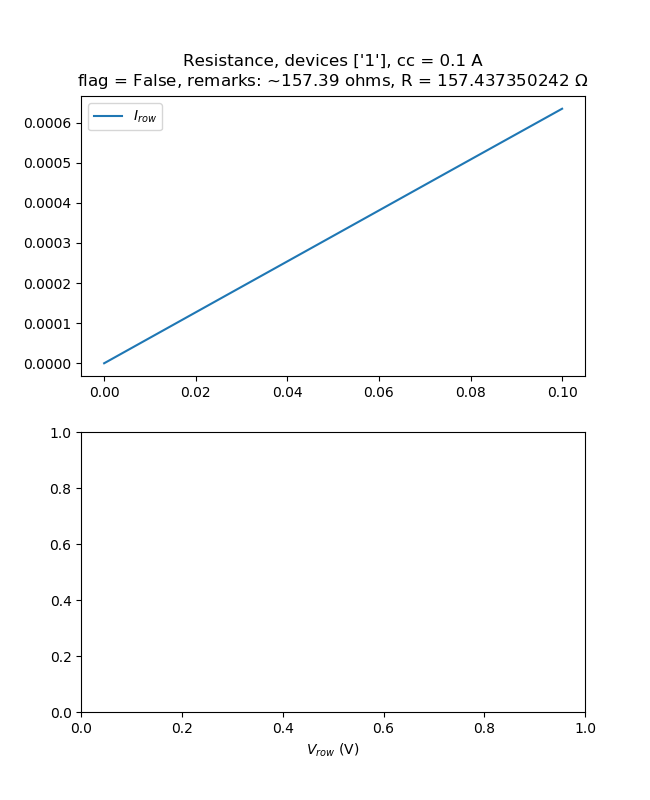 Resistance, devices ['1'], cc = 0.1 A
flag = False, remarks: ~157.39 ohms, R = 157.437350242 Ω
I_row
0.0006
0.0005
0.0004
0.0003
0.0002
0.0001
0.0000
0.00 0.02 0.04 0.06 0.08 0.10
1.0
0.8
0.6
0.4
0.2
0.0
0.0 0.2 0.4 0.6 0.8 1.0
V_row (V)